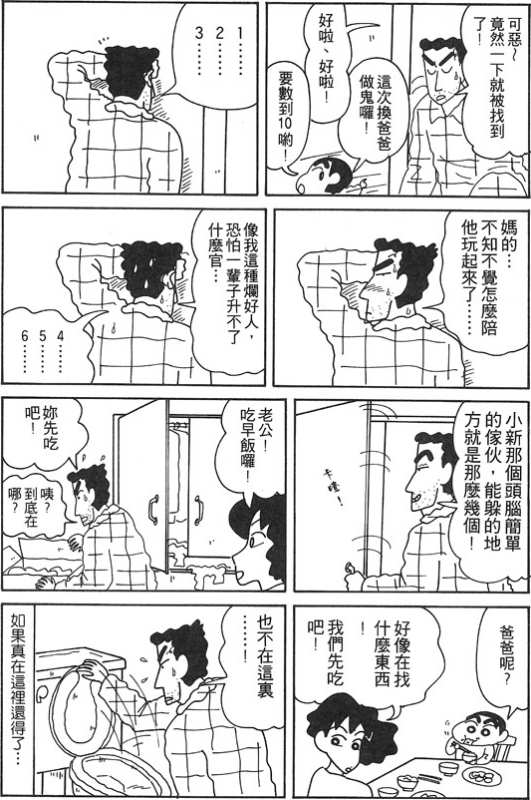 可惡~
竟然一下就被找到
了!
這次換爸爸
做鬼囉!
好啦、好啦!
要數到10喲!
1……
2……
3……
媽的…
不知不覺怎麼陪
他玩起來了……
像我這種爛好人,
恐怕一輩子升不了
什麼官…
4……
5……
6……
小新那個頭腦簡單
的傢伙,能躲的地
方就是那麼幾個!
卡噠!
老公!
吃早飯囉!
妳先吃
吧!
咦?
到底在
哪?
爸爸呢?
好像在找
什麼東西
!
我們先吃
吧!
也不在這裏
……!
如果真在這裡還得了…